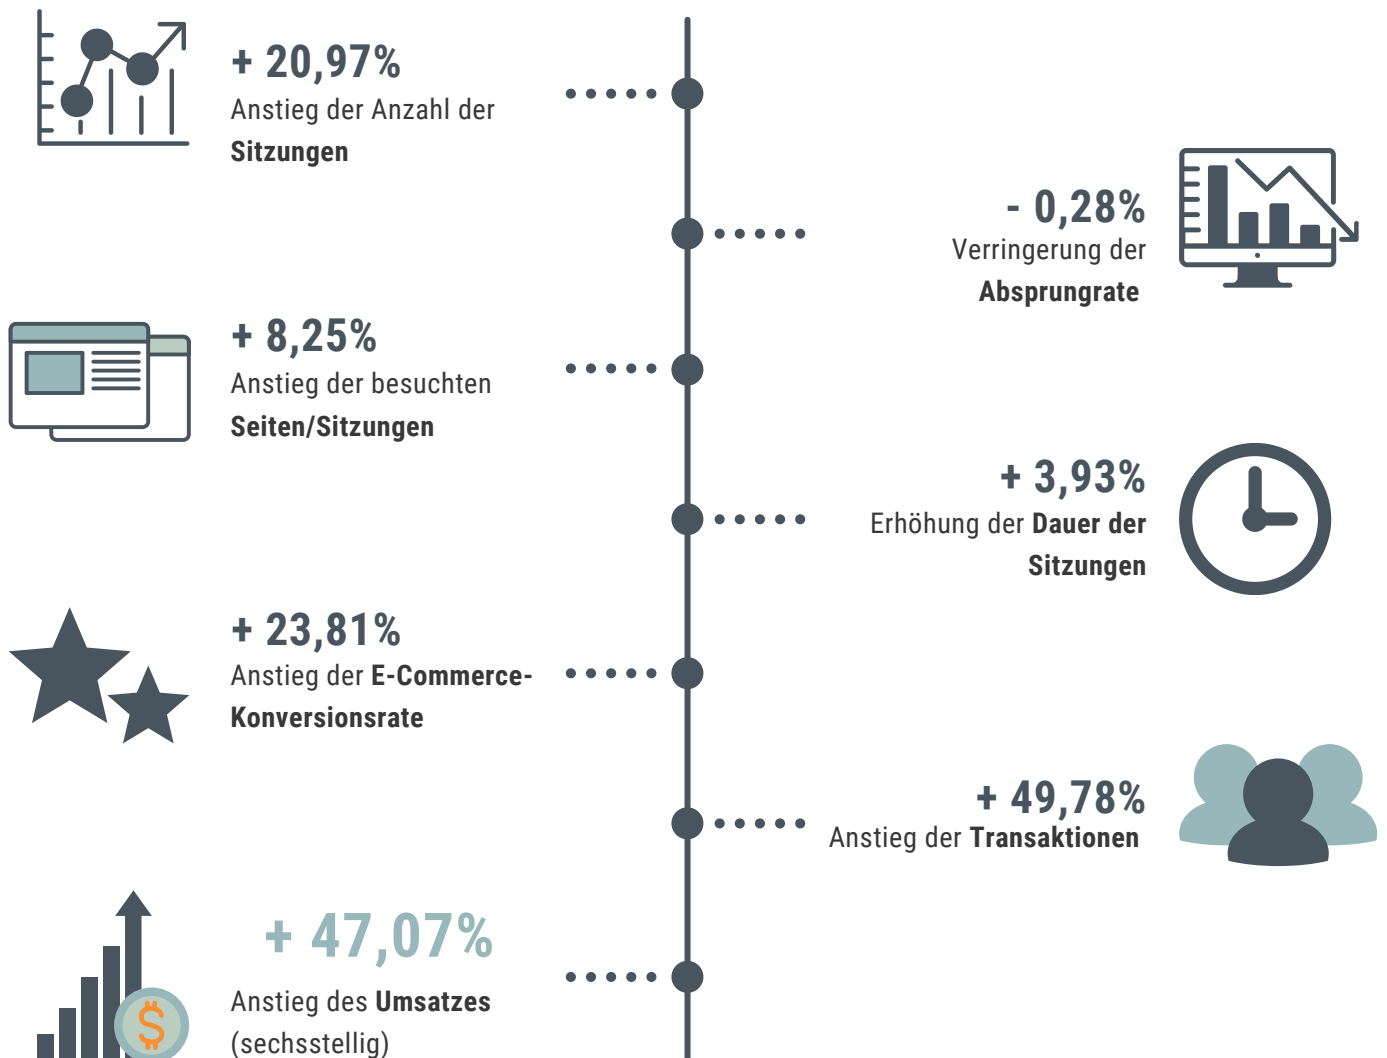 + 20,97%
Anstieg der Anzahl der
Sitzungen
- 0,28%
Verringerung der
Absprungrate
+ 8,25%
Anstieg der besuchten
Seiten/Sitzungen
+ 3,93%
Erhöhung der Dauer der
Sitzungen
+ 23,81%
Anstieg der E-Commerce-
Konversionsrate
+ 49,78%
Anstieg der Transaktionen
+ 47,07%
Anstieg des Umsatzes
(sechsstellig)
$